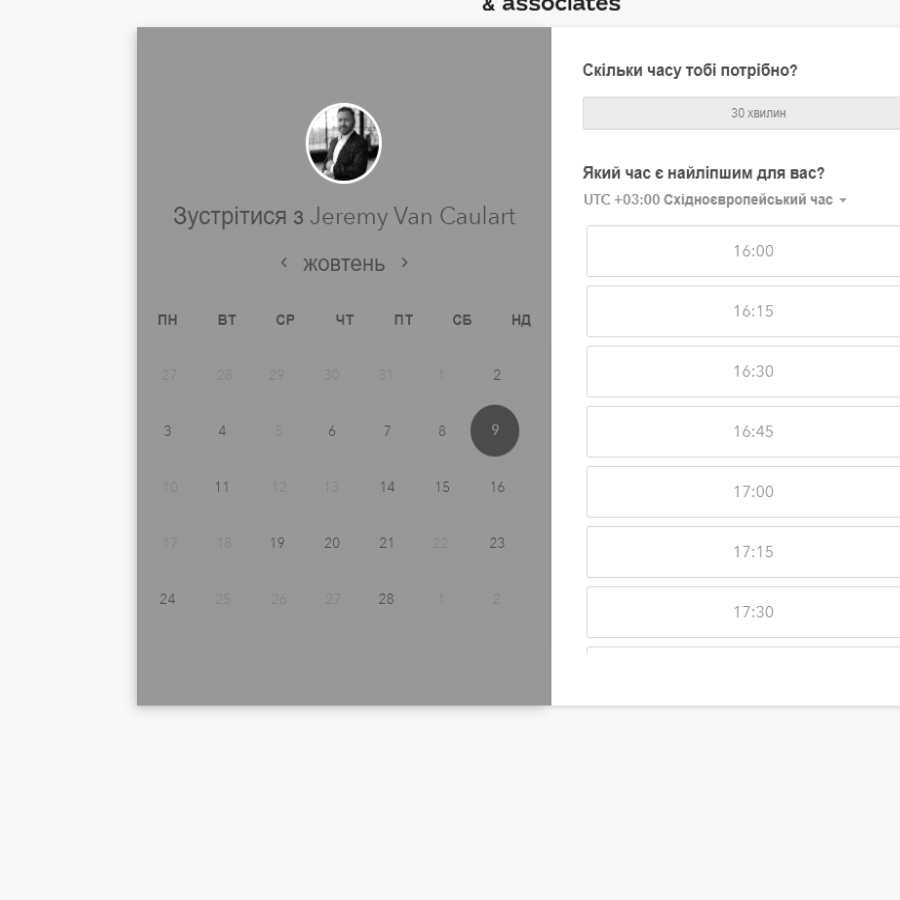 & associates
Зустрітися з Jeremy Van Caulart
жовтень
ПН ВТ СР ЧТ ПТ СБ НД
27 28 29 30 31 1 2
3 4 5 6 7 8 9
10 11 12 13 14 15 16
17 18 19 20 21 22 23
24 25 26 27 28 1 2
Скільки часу тобі потрібно?
30 хвилин
Який час є найліпшим для вас?
UTC +03:00 Східноєвропейський час
16:00
16:15
16:30
16:45
17:00
17:15
17:30